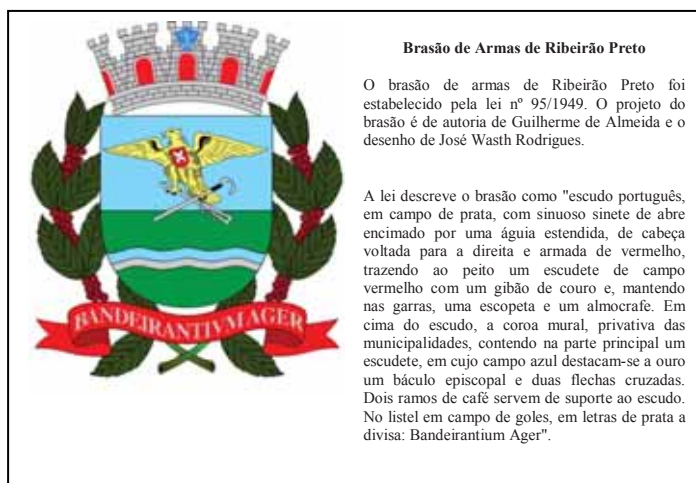 BANDEIRANTIVM AGER
Brasão de Armas de Ribeirão Preto
O brasão de armas de Ribeirão Preto foi
estabelecido pela lei nº 95/1949. O projeto do
brasão é de autoria de Guilherme de Almeida e o
desenho de José Wasth Rodrigues.
A lei descreve o brasão como "escudo português,
em campo de prata, com sinuoso sinete de abre
encimado por uma águia estendida, de cabeça
voltada para a direita e armada de vermelho,
trazendo ao peito um escudete de campo
vermelho com um gibão de couro e, mantendo
nas garras, uma escopeta e um almocrafe. Em
cima do escudo, a coroa mural, privativa das
municipalidades, contendo na parte principal um
escudete, em cujo campo azul destacam-se a ouro
um báculo episcopal e duas flechas cruzadas.
Dois ramos de café servem de suporte ao escudo.
No listel em campo de goles, em letras de prata a
divisa: Bandeirantium Ager".